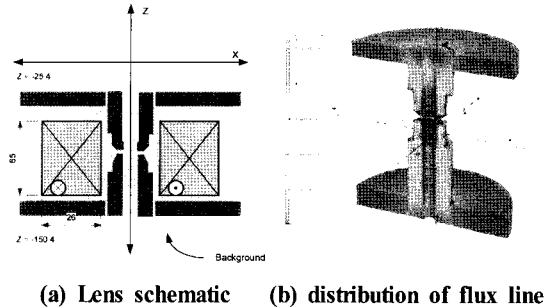 Z
X
Z = -25.4
65
26
Z = -150.4
Background
(a) Lens schematic (b) distribution of flux line